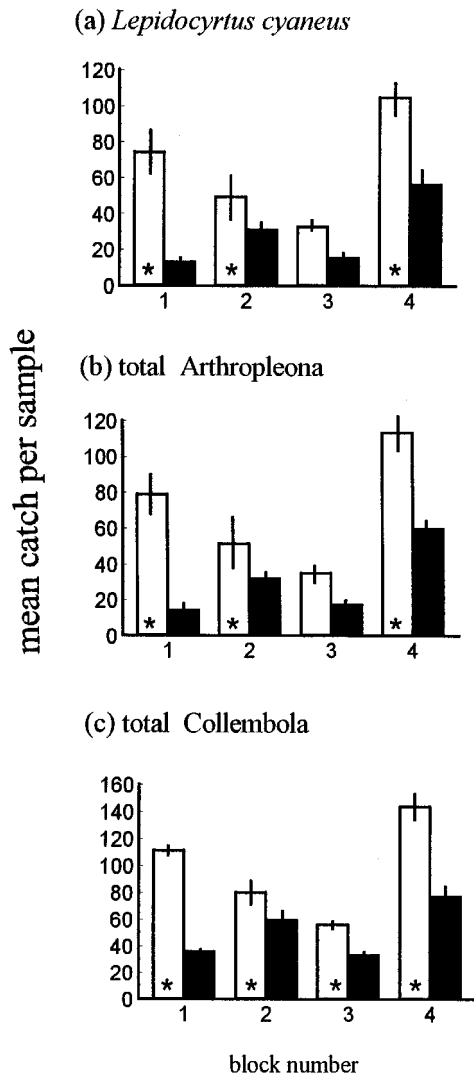 (a) Lepidocyrtus cyaneus
120
100
80
60
40
20
0
* * *
1 2 3 4
(b) total Arthropleona
120
100
80
60
40
20
0
* * *
1 2 3 4
(c) total Collembola
160
140
120
100
80
60
40
20
0
* * * *
1 2 3 4
mean catch per sample
block number